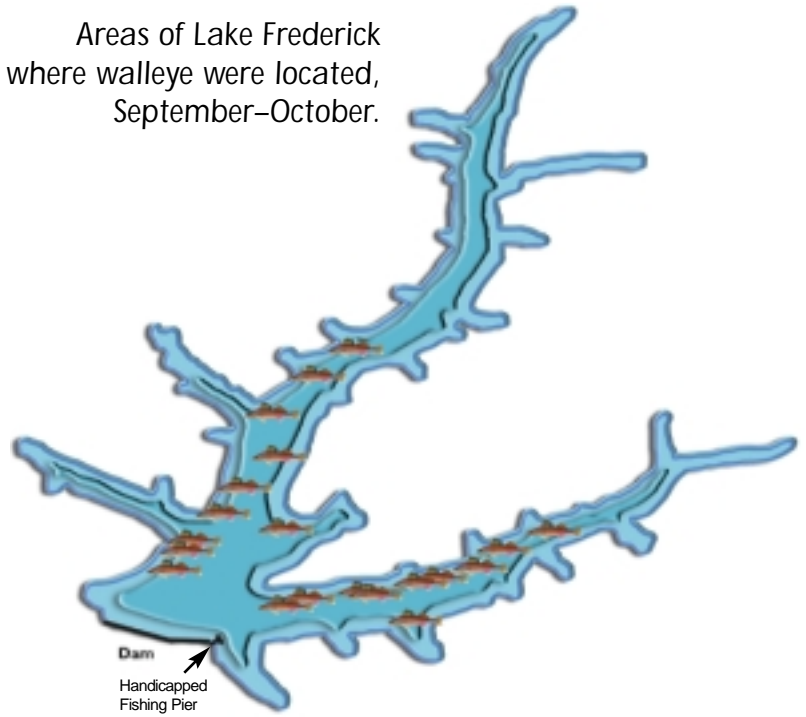 Areas of Lake Frederick
where walleye were located,
September–October.
Dam
Handicapped
Fishing Pier